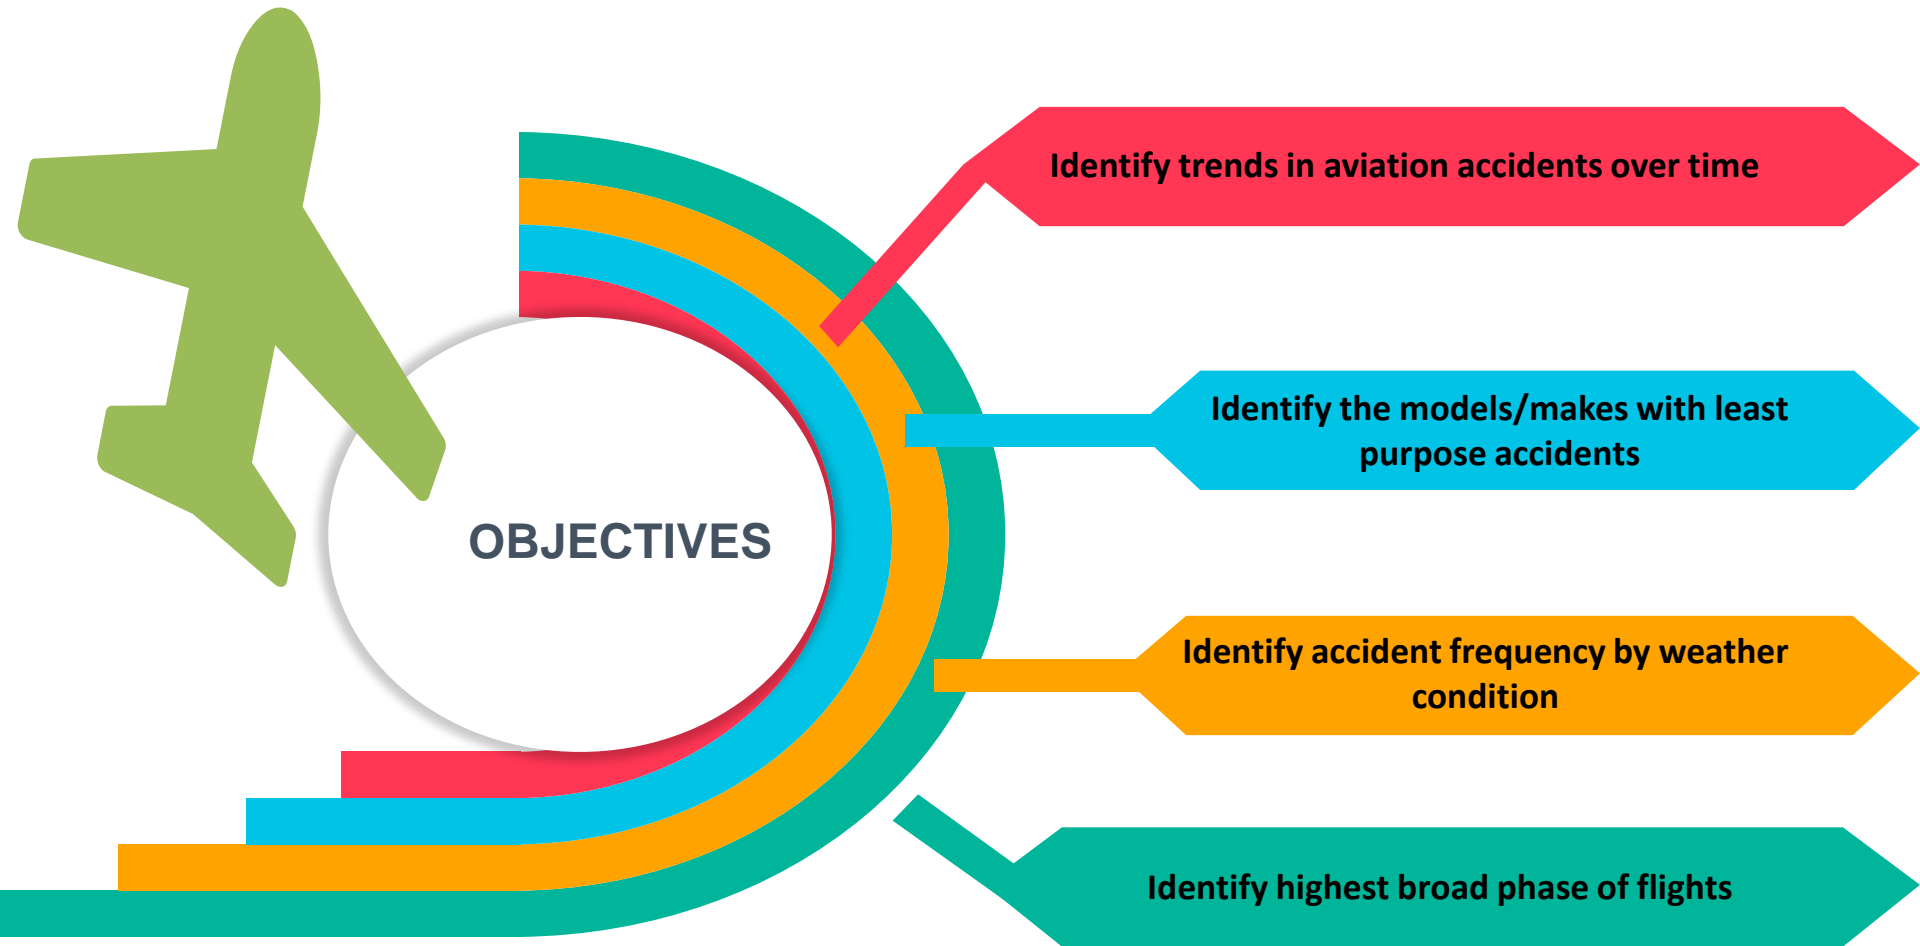 OBJECTIVES
Identify trends in aviation accidents over time
Identify the models/makes with least
purpose accidents
Identify accident frequency by weather
condition
Identify highest broad phase of flights